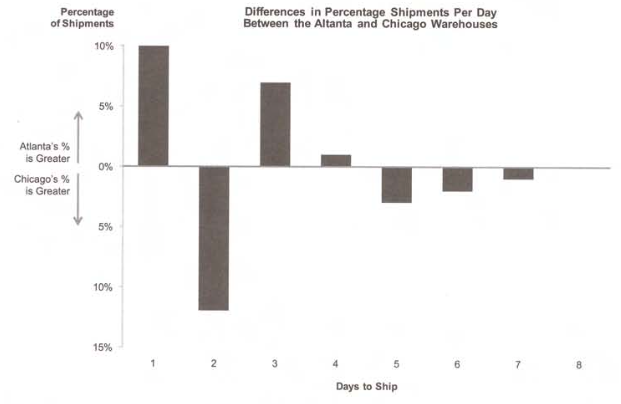 Percentage
of Shipments
Differences in Percentage Shipments Per Day
Between the Altanta and Chicago Warehouses
10%
5%
Atlanta's %
is Greater
0%
Chicago's %
is Greater
5%
10%
15%
1 2 3 4 5 6 7 8
Days to Ship